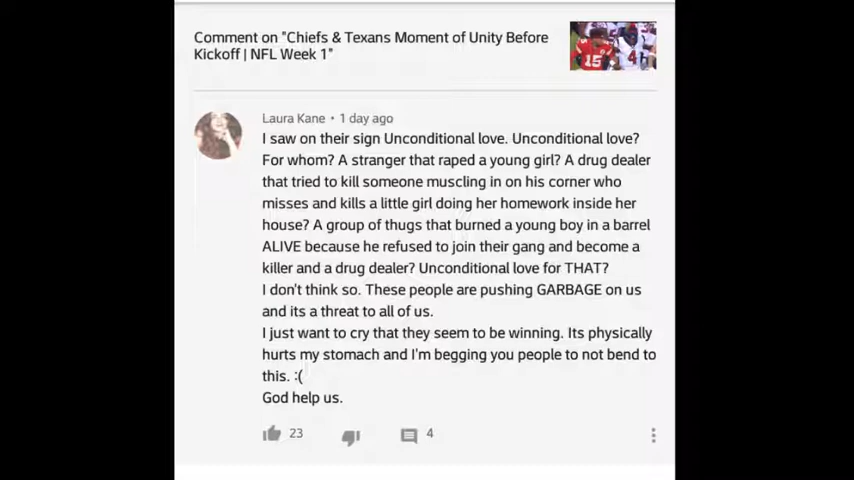 Comment on "Chiefs & Texans Moment of Unity Before
Kickoff | NFL Week 1"
15
4
Laura Kane • 1 day ago
I saw on their sign Unconditional love. Unconditional love?
For whom? A stranger that raped a young girl? A drug dealer
that tried to kill someone muscling in on his corner who
misses and kills a little girl doing her homework inside her
house? A group of thugs that burned a young boy in a barrel
ALIVE because he refused to join their gang and become a
killer and a drug dealer? Unconditional love for THAT?
I don't think so. These people are pushing GARBAGE on us
and its a threat to all of us.
I just want to cry that they seem to be winning. Its physically
hurts my stomach and I'm begging you people to not bend to
this. :(
God help us.
23
4